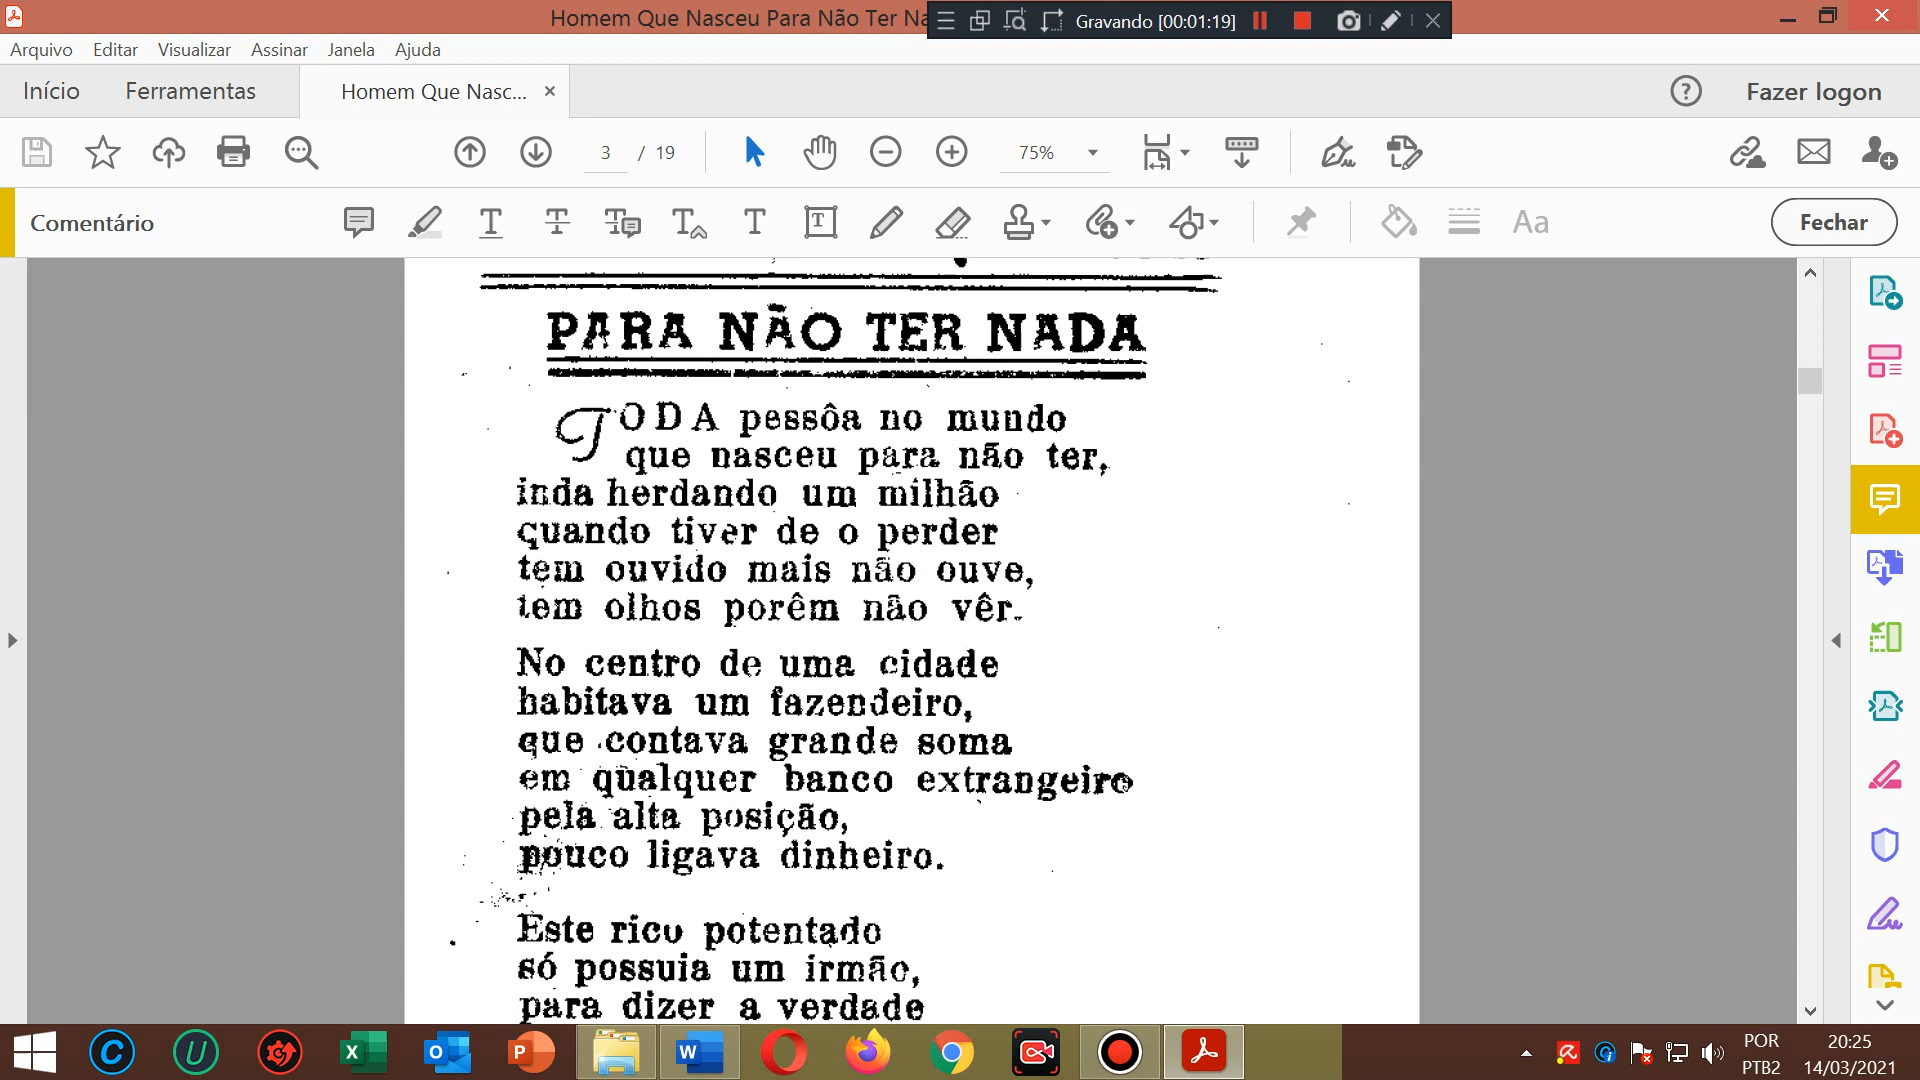 Homem Que Nasceu Para Não Ter Na
Gravando [00:01:19]
Arquivo Editar Visualizar Assinar Janela Ajuda
Início Ferramentas Homem Que Nasc... Fazer logon
3 / 19 75%
Comentário Fechar
PARA NÃO TER NADA
TODA pessôa no mundo
que nasceu para não ter,
inda herdando um milhão
quando tiver de o perder
tem ouvido mais não ouve,
tem olhos porêm não vêr.
No centro de uma cidade
habitava um fazendeiro,
que contava grande soma
em qualquer banco extrangeiro
pela alta posição,
pouco ligava dinheiro.
Este rico potentado
só possuia um irmão,
para dizer a verdade
POR 20:25
PTB2 14/03/2021